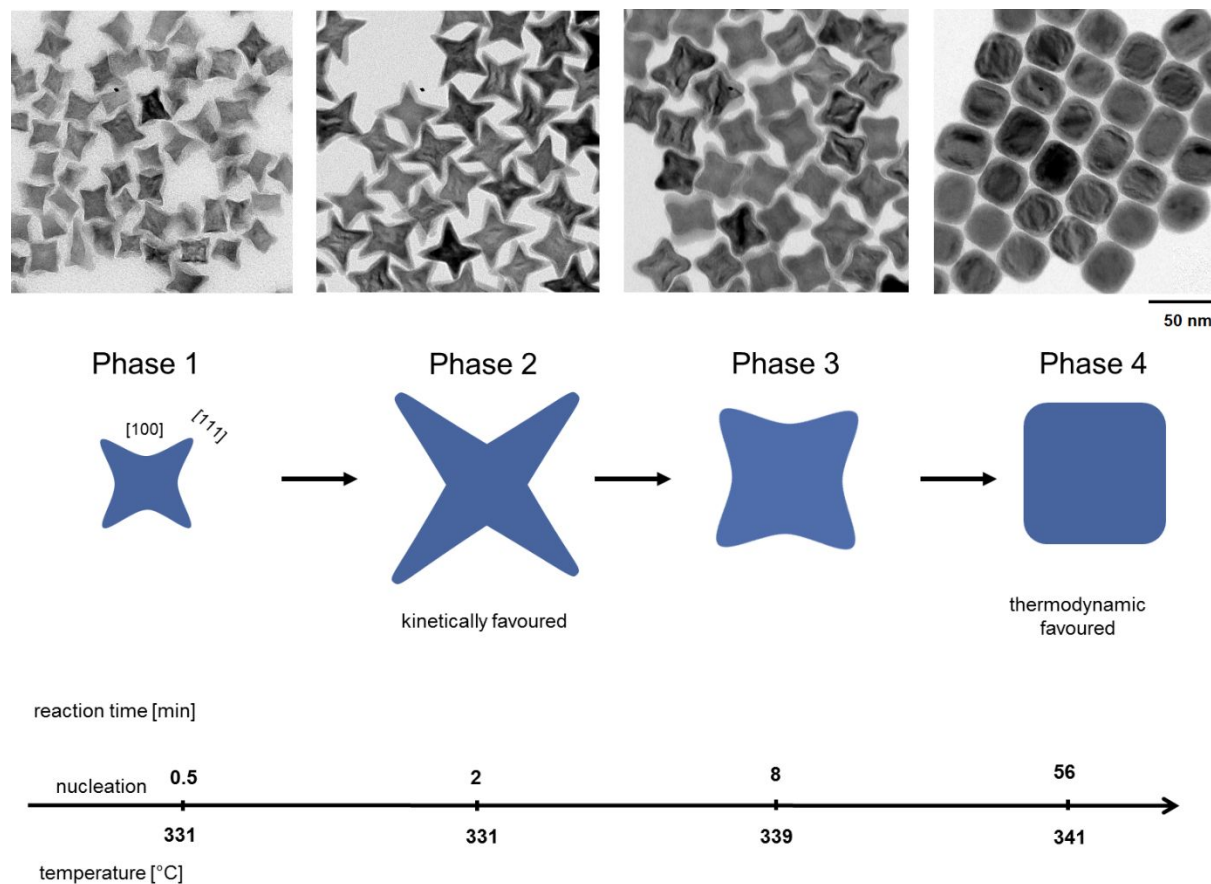 50 nm
Phase 1
Phase 2
Phase 3
Phase 4
[100]
[111]
kinetically favoured
thermodynamic
favoured
reaction time [min]
nucleation
0.5
2
8
56
331
331
339
341
temperature [°C]